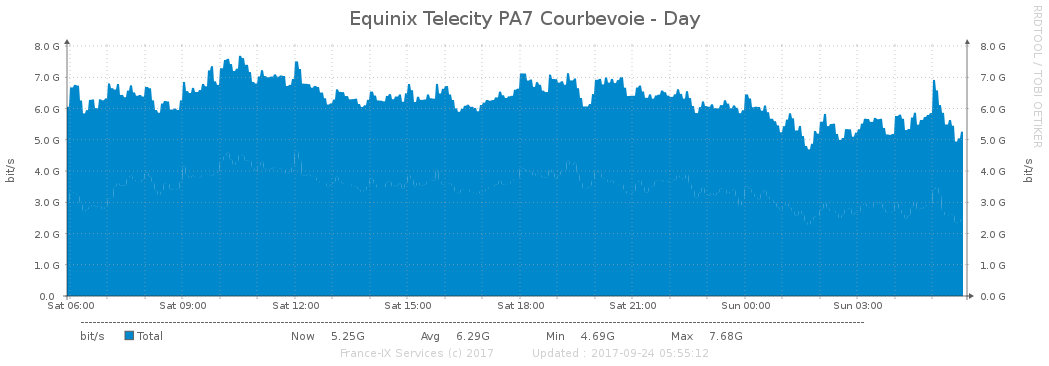 Equinix Telecity PA7 Courbevoie - Day
RRDTOOL / TOBI OETIKER
8.0 G 8.0 G
7.0 G 7.0 G
6.0 G 6.0 G
5.0 G 5.0 G
4.0 G 4.0 G
3.0 G 3.0 G
2.0 G 2.0 G
1.0 G 1.0 G
0.0 0.0 G
bit/s bit/s
Sat 06:00 Sat 09:00 Sat 12:00 Sat 15:00 Sat 18:00 Sat 21:00 Sun 00:00 Sun 03:00
bit/s Total Now 5.25G Avg 6.29G Min 4.69G Max 7.68G
France-IX Services (c) 2017 Updated : 2017-09-24 05:55:12